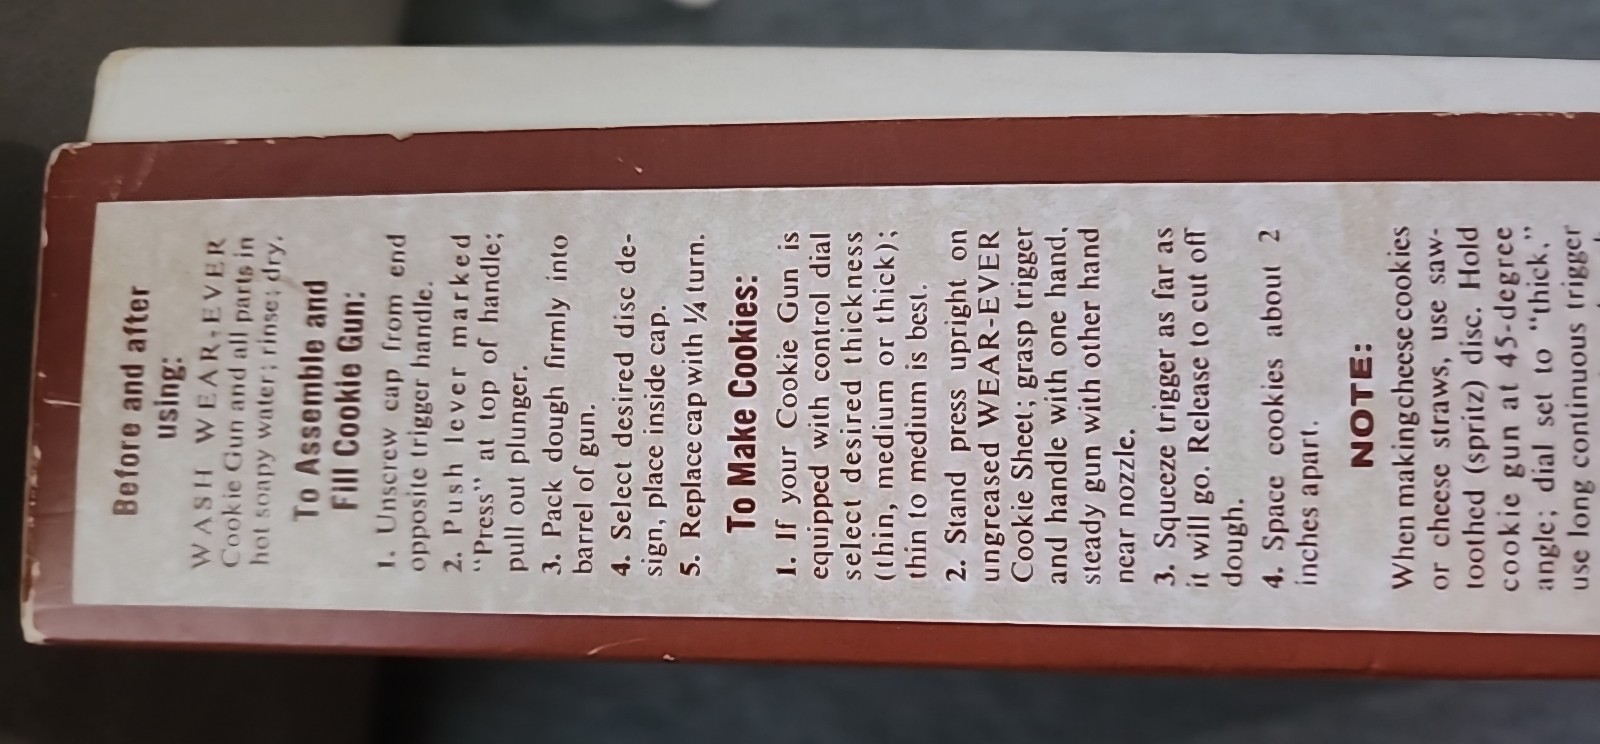 Before and after
using:
WASH WEAR-EVER
Cookie Gun and all parts in
hot soapy water; rinse; dry.
To Assemble and
Fill Cookie Gun:
1. Unscrew cap from end
opposite trigger handle.
2. Push lever marked
“Press” at top of handle;
pull out plunger.
3. Pack dough firmly into
barrel of gun.
4. Select desired disc de-
sign, place inside cap.
5. Replace cap with ¼ turn.
To Make Cookies:
1. If your Cookie Gun is
equipped with control dial
select desired thickness
(thin, medium or thick);
thin to medium is best.
2. Stand press upright on
ungreased WEAR-EVER
Cookie Sheet; grasp trigger
and handle with one hand,
steady gun with other hand
near nozzle.
3. Squeeze trigger as far as
it will go. Release to cut off
dough.
4. Space cookies about 2
inches apart.
NOTE:
When making cheese cookies
or cheese straws, use saw-
toothed (spritz) disc. Hold
cookie gun at 45-degree
angle; dial set to “thick.”
use long continuous trigger